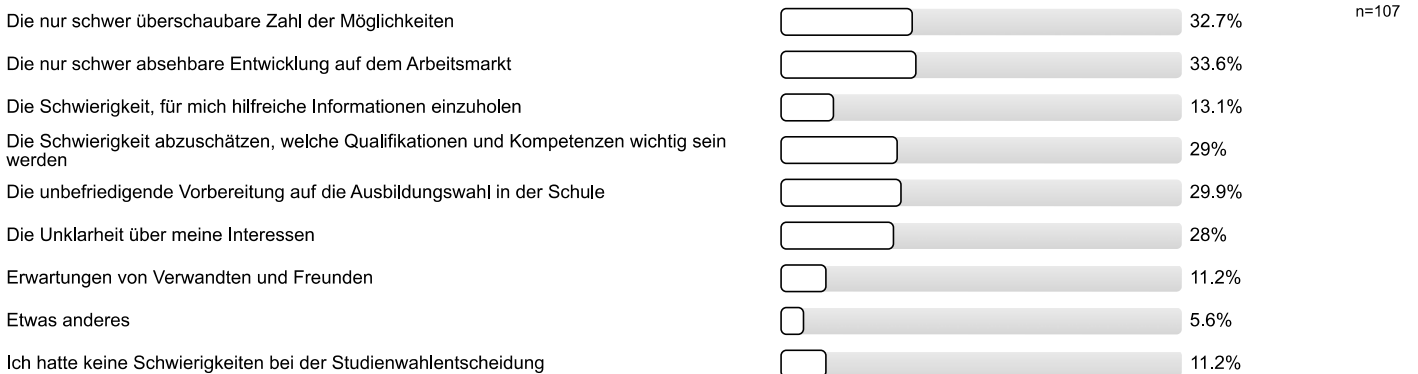 n=107
Die nur schwer überschaubare Zahl der Möglichkeiten 32.7%
Die nur schwer absehbare Entwicklung auf dem Arbeitsmarkt 33.6%
Die Schwierigkeit, für mich hilfreiche Informationen einzuholen 13.1%
Die Schwierigkeit abzuschätzen, welche Qualifikationen und Kompetenzen wichtig sein
werden 29%
Die unbefriedigende Vorbereitung auf die Ausbildungswahl in der Schule 29.9%
Die Unklarheit über meine Interessen 28%
Erwartungen von Verwandten und Freunden 11.2%
Etwas anderes 5.6%
Ich hatte keine Schwierigkeiten bei der Studienwahlentscheidung 11.2%